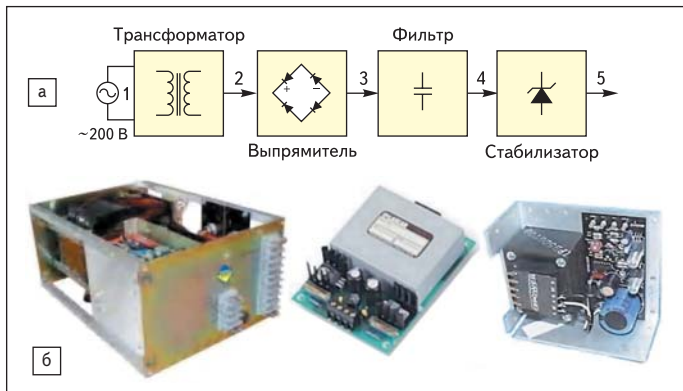 Трансформатор
Фильтр
а
1
2
3
4
5
+
−
~200 В
Выпрямитель
Стабилизатор
б